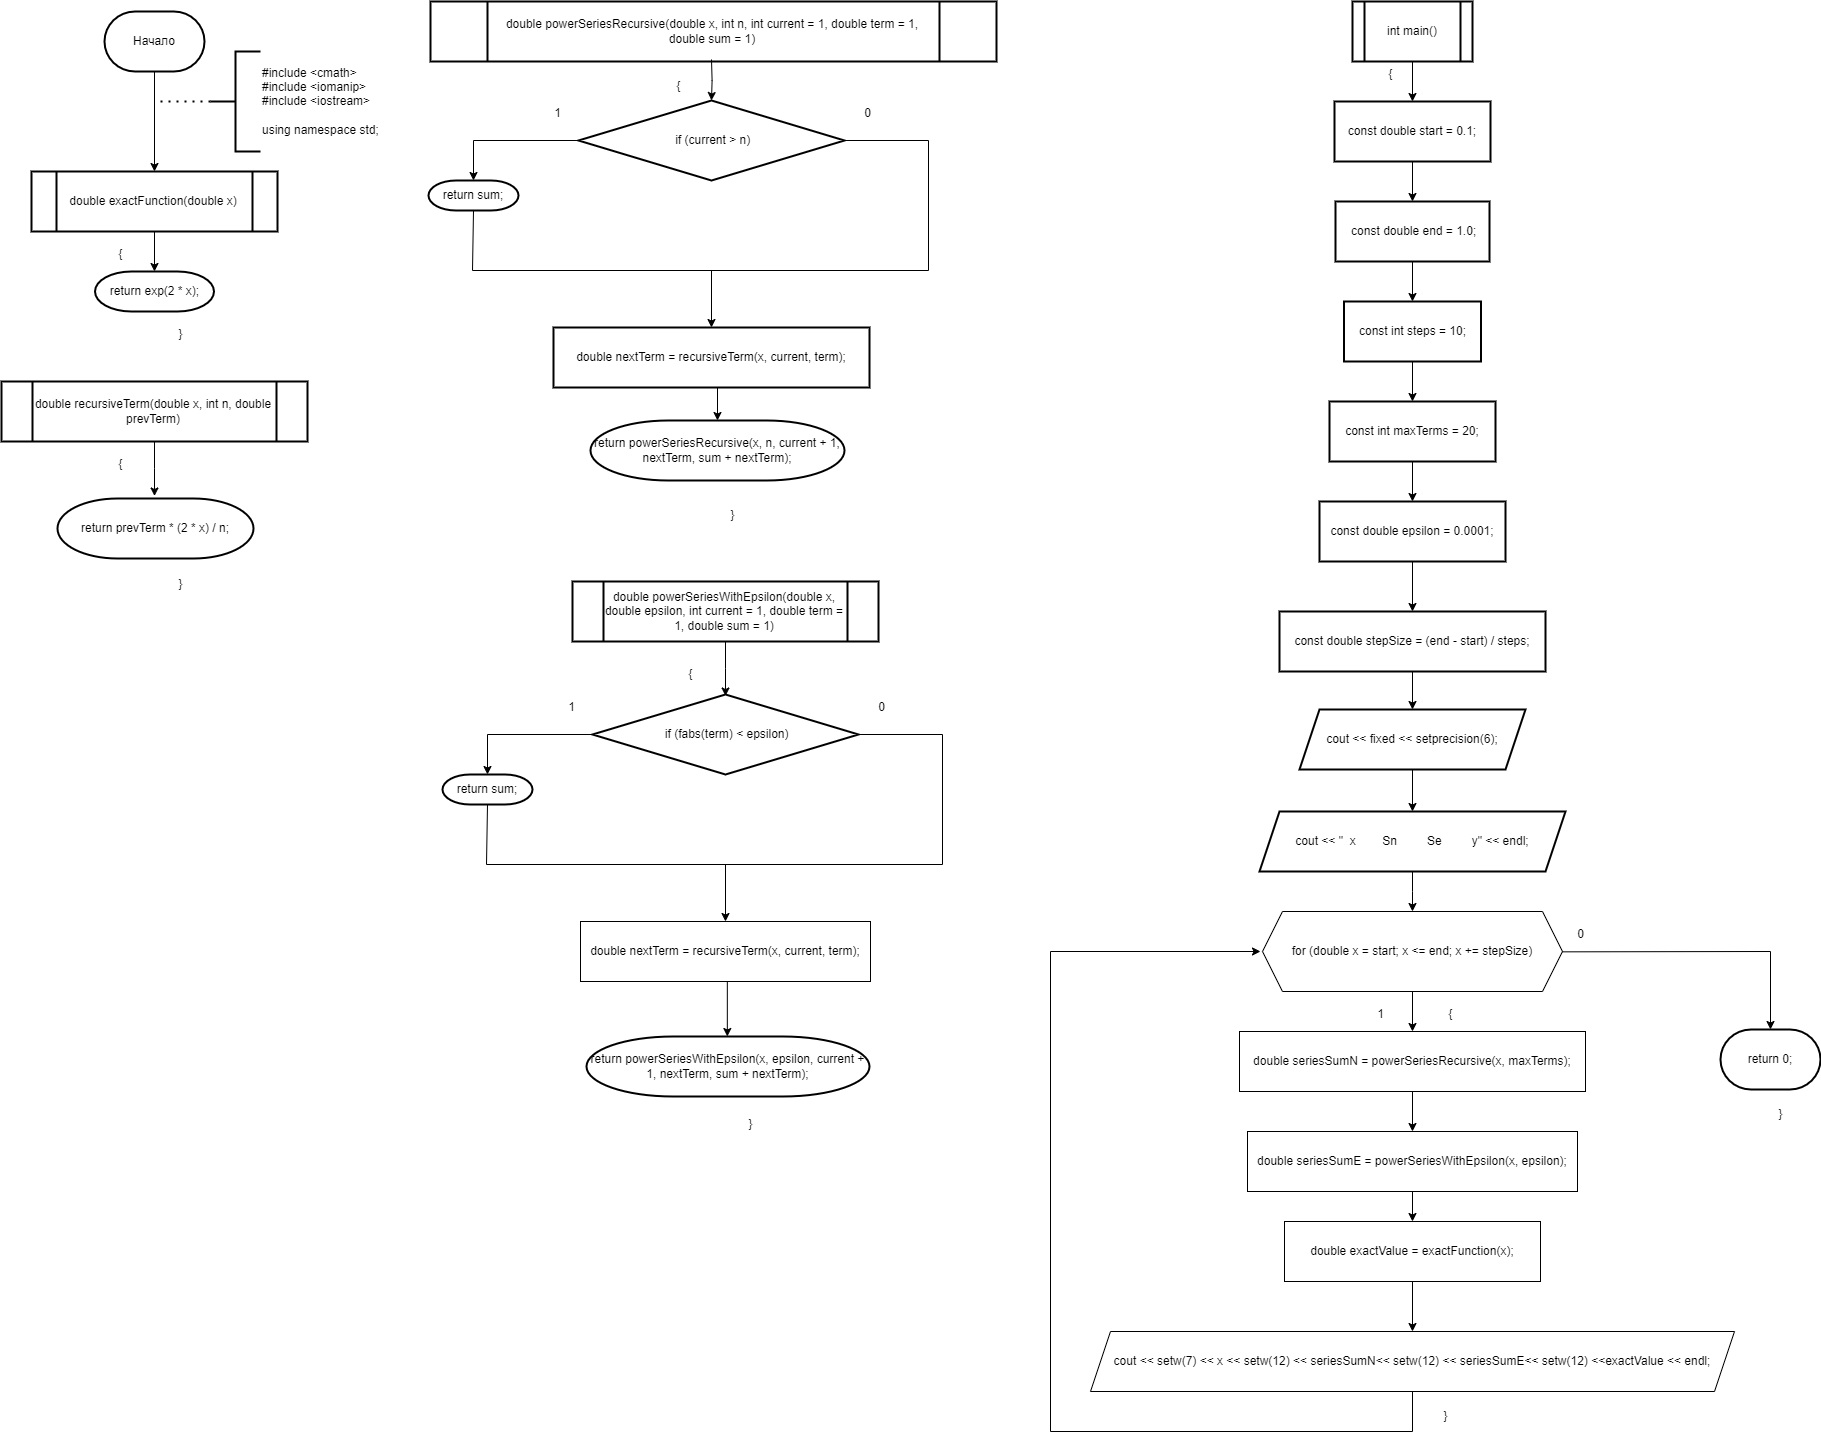 Начало
#include <cmath>
#include <iomanip>
#include <iostream>
using namespace std;
double exactFunction(double x)
{
return exp(2 * x);
}
double recursiveTerm(double x, int n, double
prevTerm)
{
return prevTerm * (2 * x) / n;
}
double powerSeriesRecursive(double x, int n, int current = 1, double term = 1,
double sum = 1)
{
1
0
if (current > n)
return sum;
double nextTerm = recursiveTerm(x, current, term);
return powerSeriesRecursive(x, n, current + 1,
nextTerm, sum + nextTerm);
}
double powerSeriesWithEpsilon(double x,
double epsilon, int current = 1, double term =
1, double sum = 1)
{
1
0
if (fabs(term) < epsilon)
return sum;
double nextTerm = recursiveTerm(x, current, term);
return powerSeriesWithEpsilon(x, epsilon, current +
1, nextTerm, sum + nextTerm);
}
int main()
{
const double start = 0.1;
const double end = 1.0;
const int steps = 10;
const int maxTerms = 20;
const double epsilon = 0.0001;
const double stepSize = (end - start) / steps;
cout << fixed << setprecision(6);
cout << "  x        Sn         Se         y" << endl;
0
for (double x = start; x <= end; x += stepSize)
1
{
double seriesSumN = powerSeriesRecursive(x, maxTerms);
return 0;
}
double seriesSumE = powerSeriesWithEpsilon(x, epsilon);
double exactValue = exactFunction(x);
cout << setw(7) << x << setw(12) << seriesSumN<< setw(12) << seriesSumE<< setw(12) <<exactValue << endl;
}